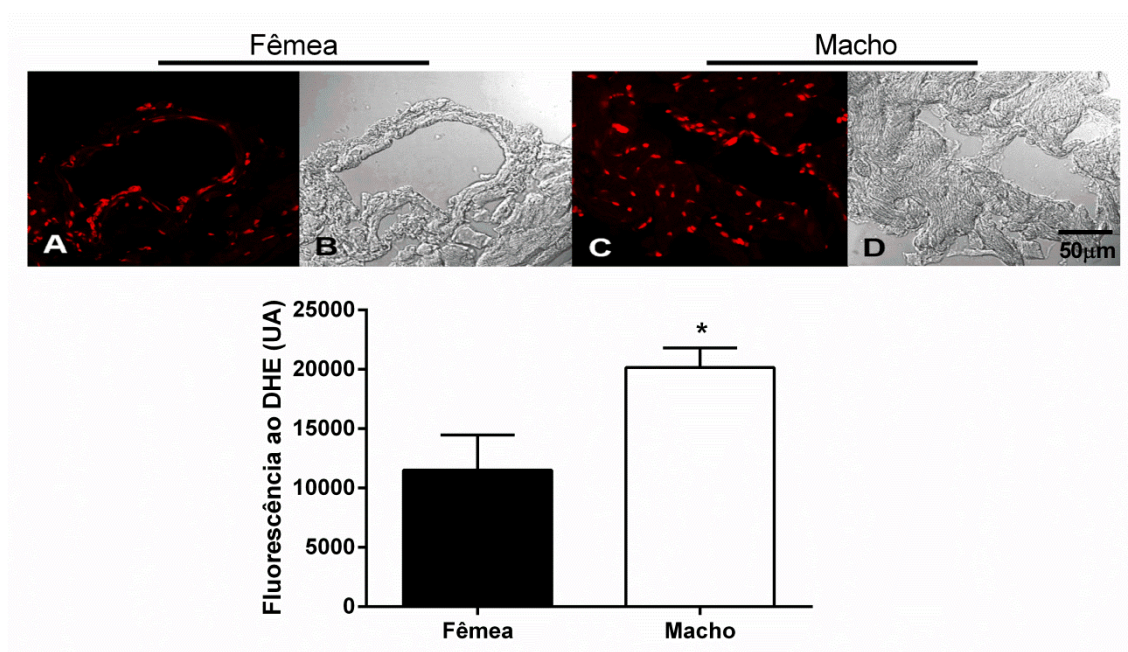 Fêmea Macho
A B C D
50µm
Fluorescência ao DHE (UA)
25000
*
20000
15000
10000
5000
0
Fêmea Macho